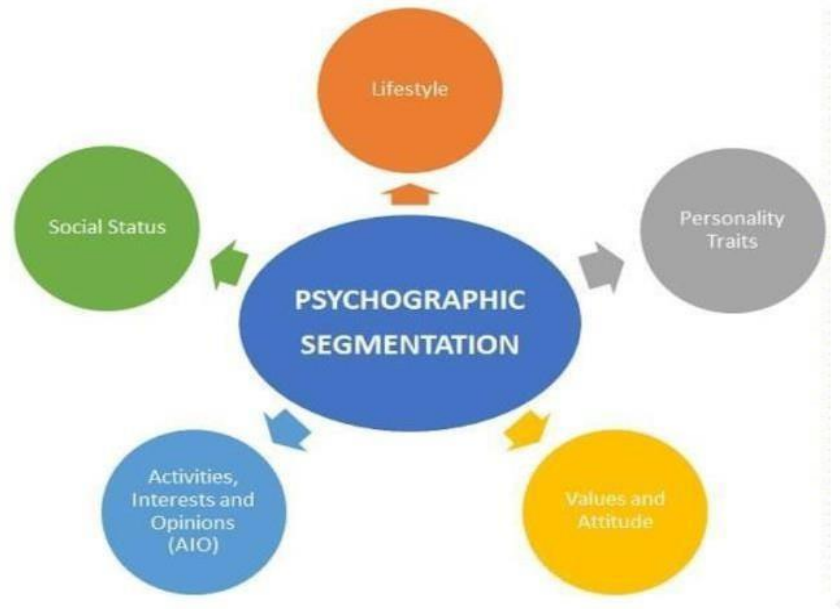 Lifestyle
Social Status
Personality
Traits
PSYCHOGRAPHIC
SEGMENTATION
Activities,
Interests and
Opinions
(AIO)
Values and
Attitude